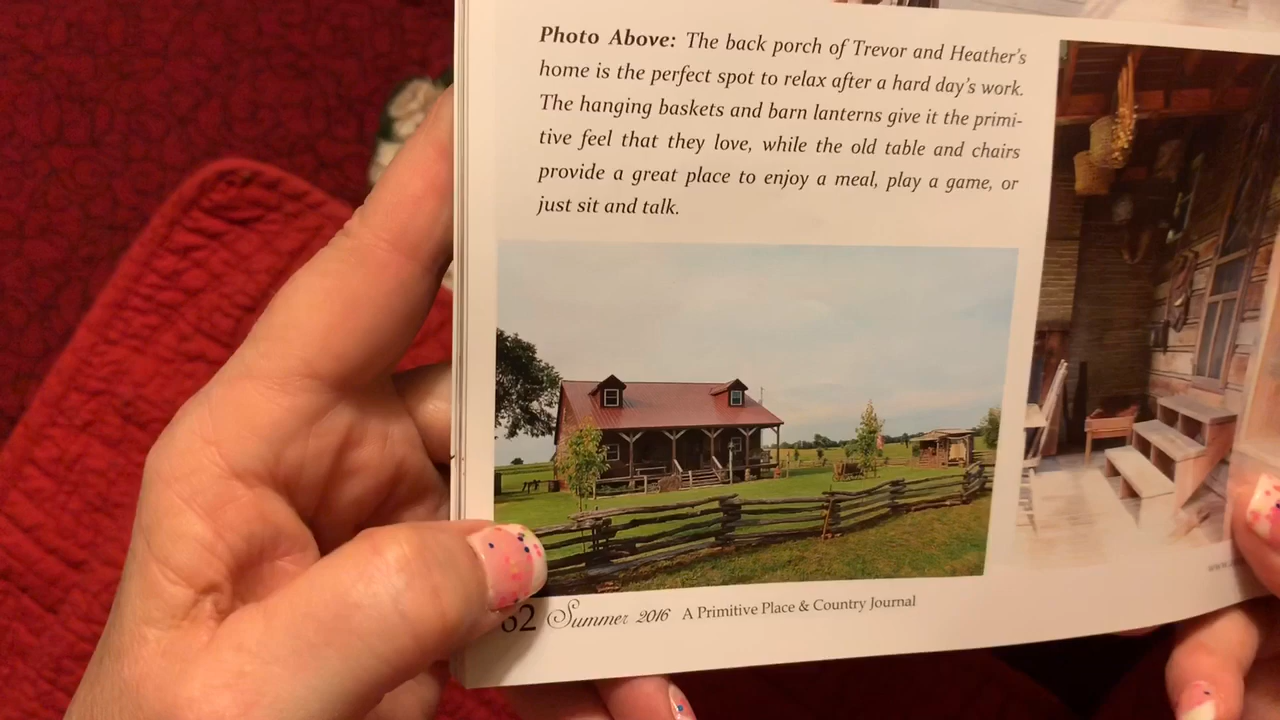 Photo Above: The back porch of Trevor and Heather's
home is the perfect spot to relax after a hard day's work.
The hanging baskets and barn lanterns give it the primi-
tive feel that they love, while the old table and chairs
provide a great place to enjoy a meal, play a game, or
just sit and talk.
62 Summer 2016 A Primitive Place & Country Journal